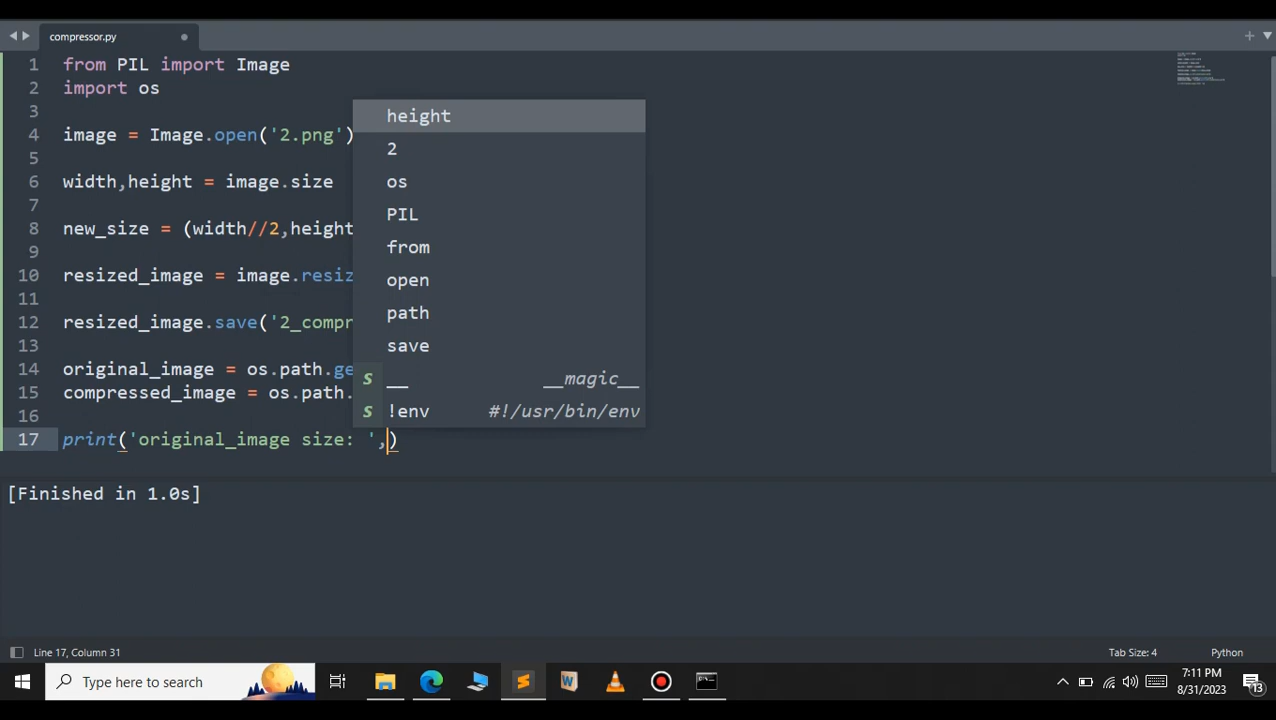 compressor.py
1 from PIL import Image
2 import os
3
4 image = Image.open('2.png')
5
6 width,height = image.size
7
8 new_size = (width//2,height
9
10 resized_image = image.resiz
11
12 resized_image.save('2_compr
13
14 original_image = os.path.ge
15 compressed_image = os.path.
16
17 print('original_image size: ',)
height
2
os
PIL
from
open
path
save
s __ __magic__
s !env #!/usr/bin/env
[Finished in 1.0s]
Line 17, Column 31
Tab Size: 4
Python
Type here to search
7:11 PM
8/31/2023
13